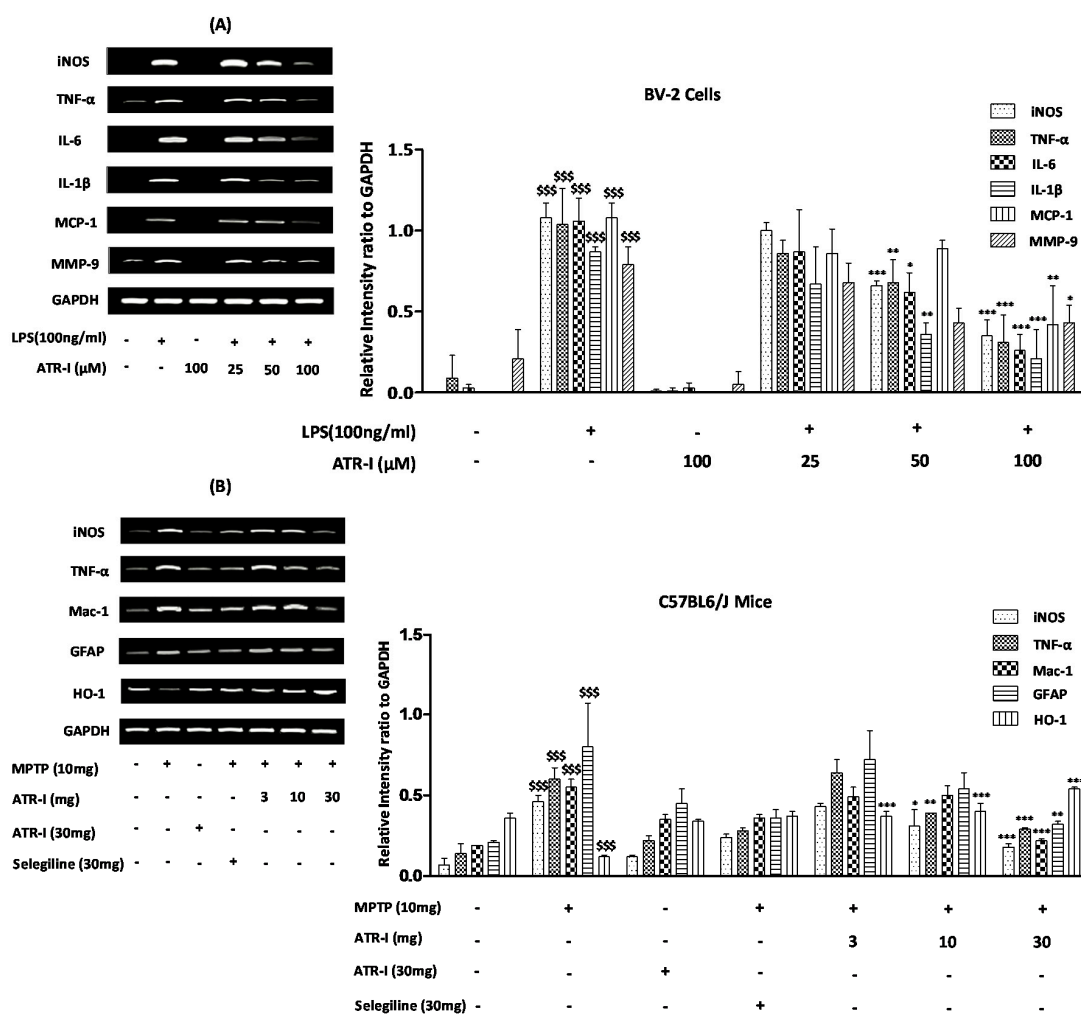 (A)
iNOS
TNF-α
IL-6
IL-1β
MCP-1
MMP-9
GAPDH
LPS(100ng/ml) - + - + + +
ATR-I (μM) - - 100 25 50 100
BV-2 Cells
iNOS
TNF-α
IL-6
IL-1β
MCP-1
MMP-9
Relative Intensity ratio to GAPDH
1.5
1.0
0.5
0.0
$$$ $$$ $$$ $$$ $$$ $$$
*** ** * **
*** *** *** *** ** *
LPS(100ng/ml) - + - + + +
ATR-I (μM) - - 100 25 50 100
(B)
iNOS
TNF-α
Mac-1
GFAP
HO-1
GAPDH
MPTP (10mg) - + - + + + +
ATR-I (mg) - - - - 3 10 30
ATR-I (30mg) - - + - - - -
Selegiline (30mg) - - - + - - -
C57BL6/J Mice
iNOS
TNF-α
Mac-1
GFAP
HO-1
Relative Intensity ratio to GAPDH
1.5
1.0
0.5
0.0
$$$ $$$ $$$ $$$ $$$
***
* ** ***
*** *** *** ** ***
MPTP (10mg) - + - + + + +
ATR-I (mg) - - - - 3 10 30
ATR-I (30mg) - - + - - - -
Selegiline (30mg) - - - + - - -